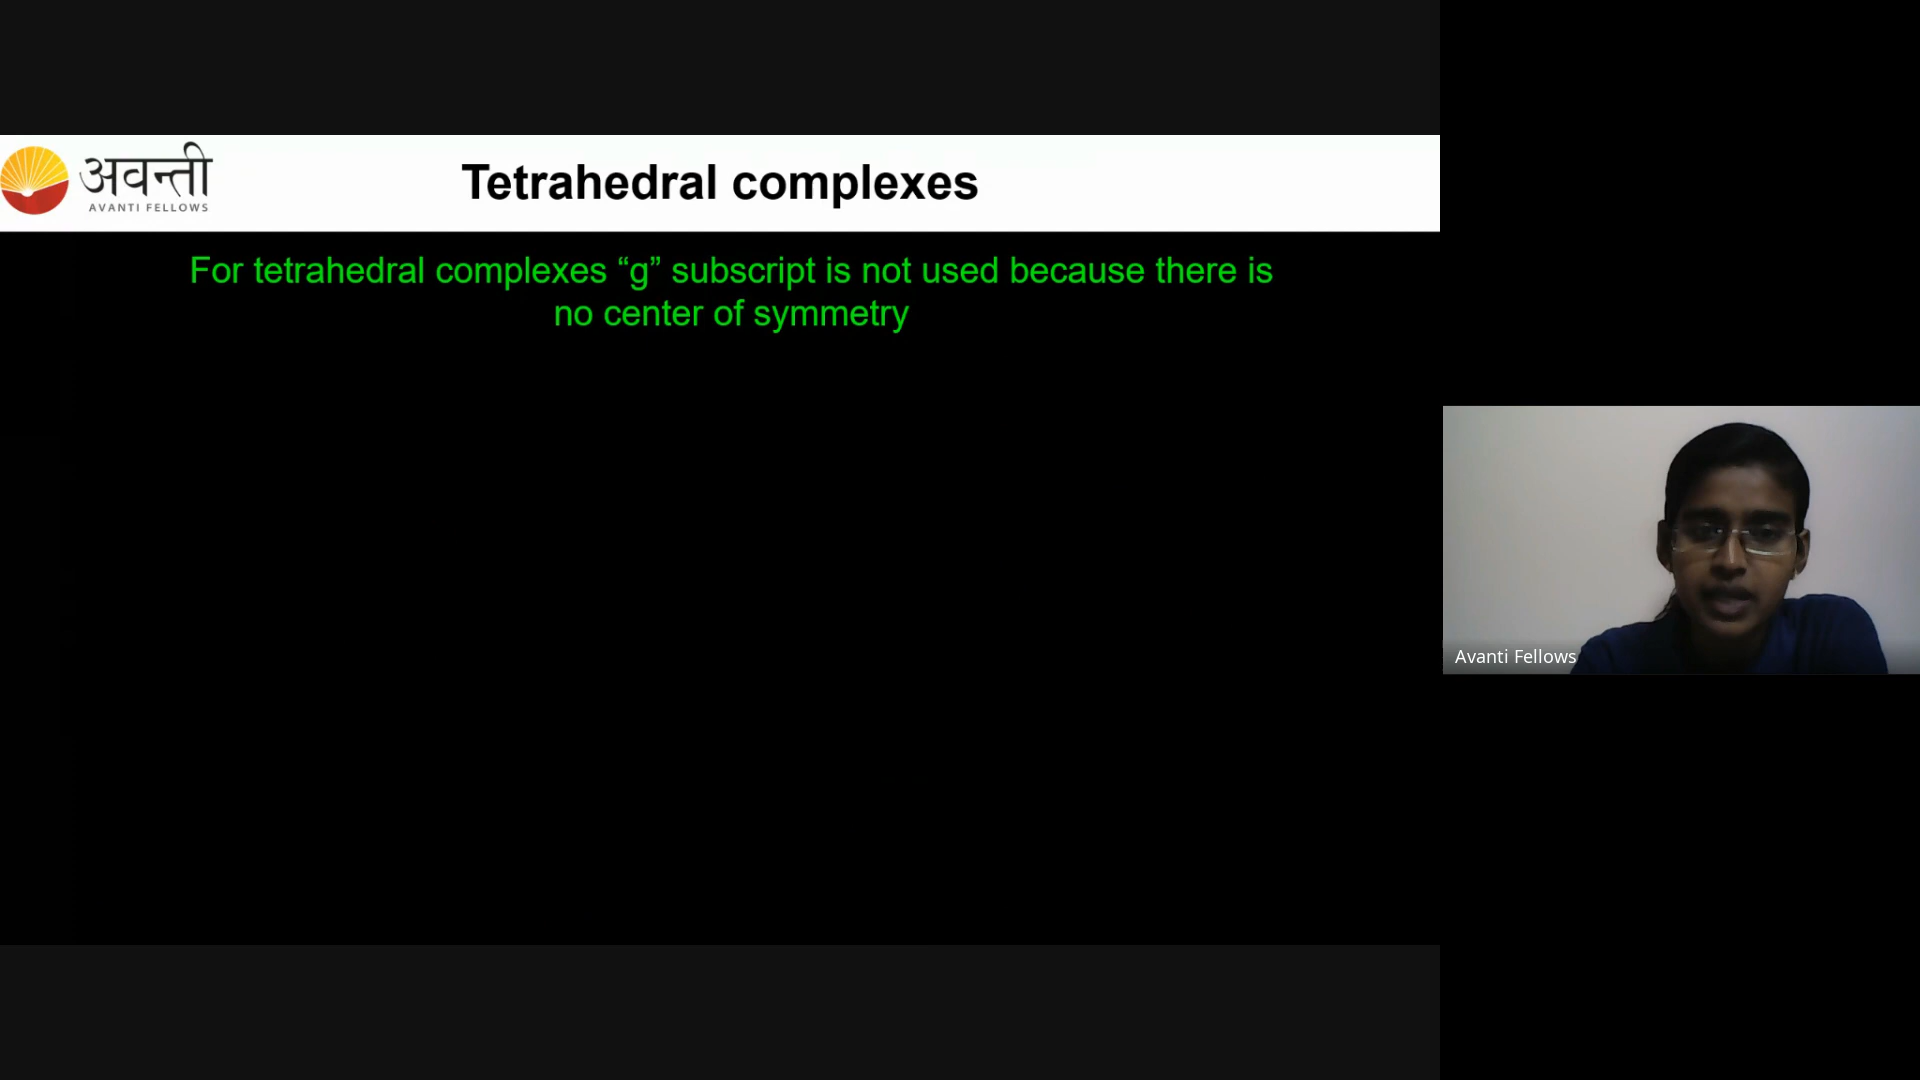 अवन्ती
AVANTI FELLOWS
Tetrahedral complexes
For tetrahedral complexes “g” subscript is not used because there is
no center of symmetry
Avanti Fellows